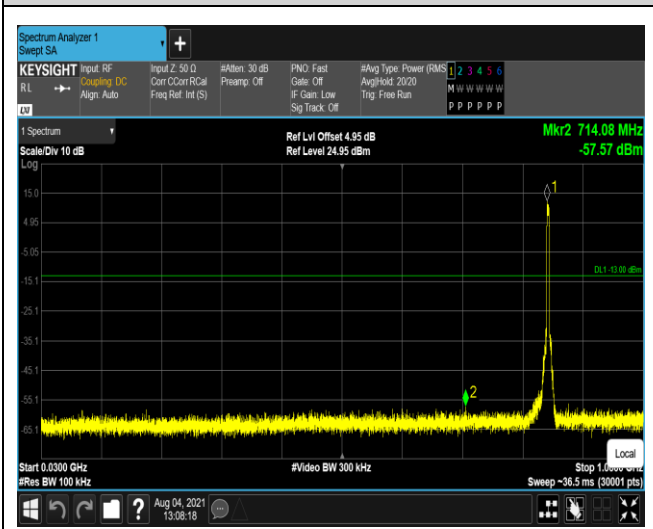 Spectrum Analyzer 1
Swept SA
+
KEYSIGHT
RL
LXI
Input: RF
Coupling: DC
Align: Auto
Input Z: 50 Ω
Corr CCorr RCal
Freq Ref: Int (S)
#Atten: 30 dB
Preamp: Off
PNO: Fast
Gate: Off
IF Gain: Low
Sig Track: Off
#Avg Type: Power (RMS
Avg|Hold: 20/20
Trig: Free Run
1 2 3 4 5 6
M W W W W W
P P P P P P
1 Spectrum
Scale/Div 10 dB
Ref Lvl Offset 4.95 dB
Ref Level 24.95 dBm
Mkr2 714.08 MHz
-57.57 dBm
Log
15.0
4.95
-5.05
-15.1
-25.1
-35.1
-45.1
-55.1
-65.1
1
DL1 -13.00 dBm
2
Local
Start 0.0300 GHz
#Res BW 100 kHz
#Video BW 300 kHz
Stop 1.0000 GHz
Sweep ~36.5 ms (30001 pts)
?
Aug 04, 2021
13:08:18